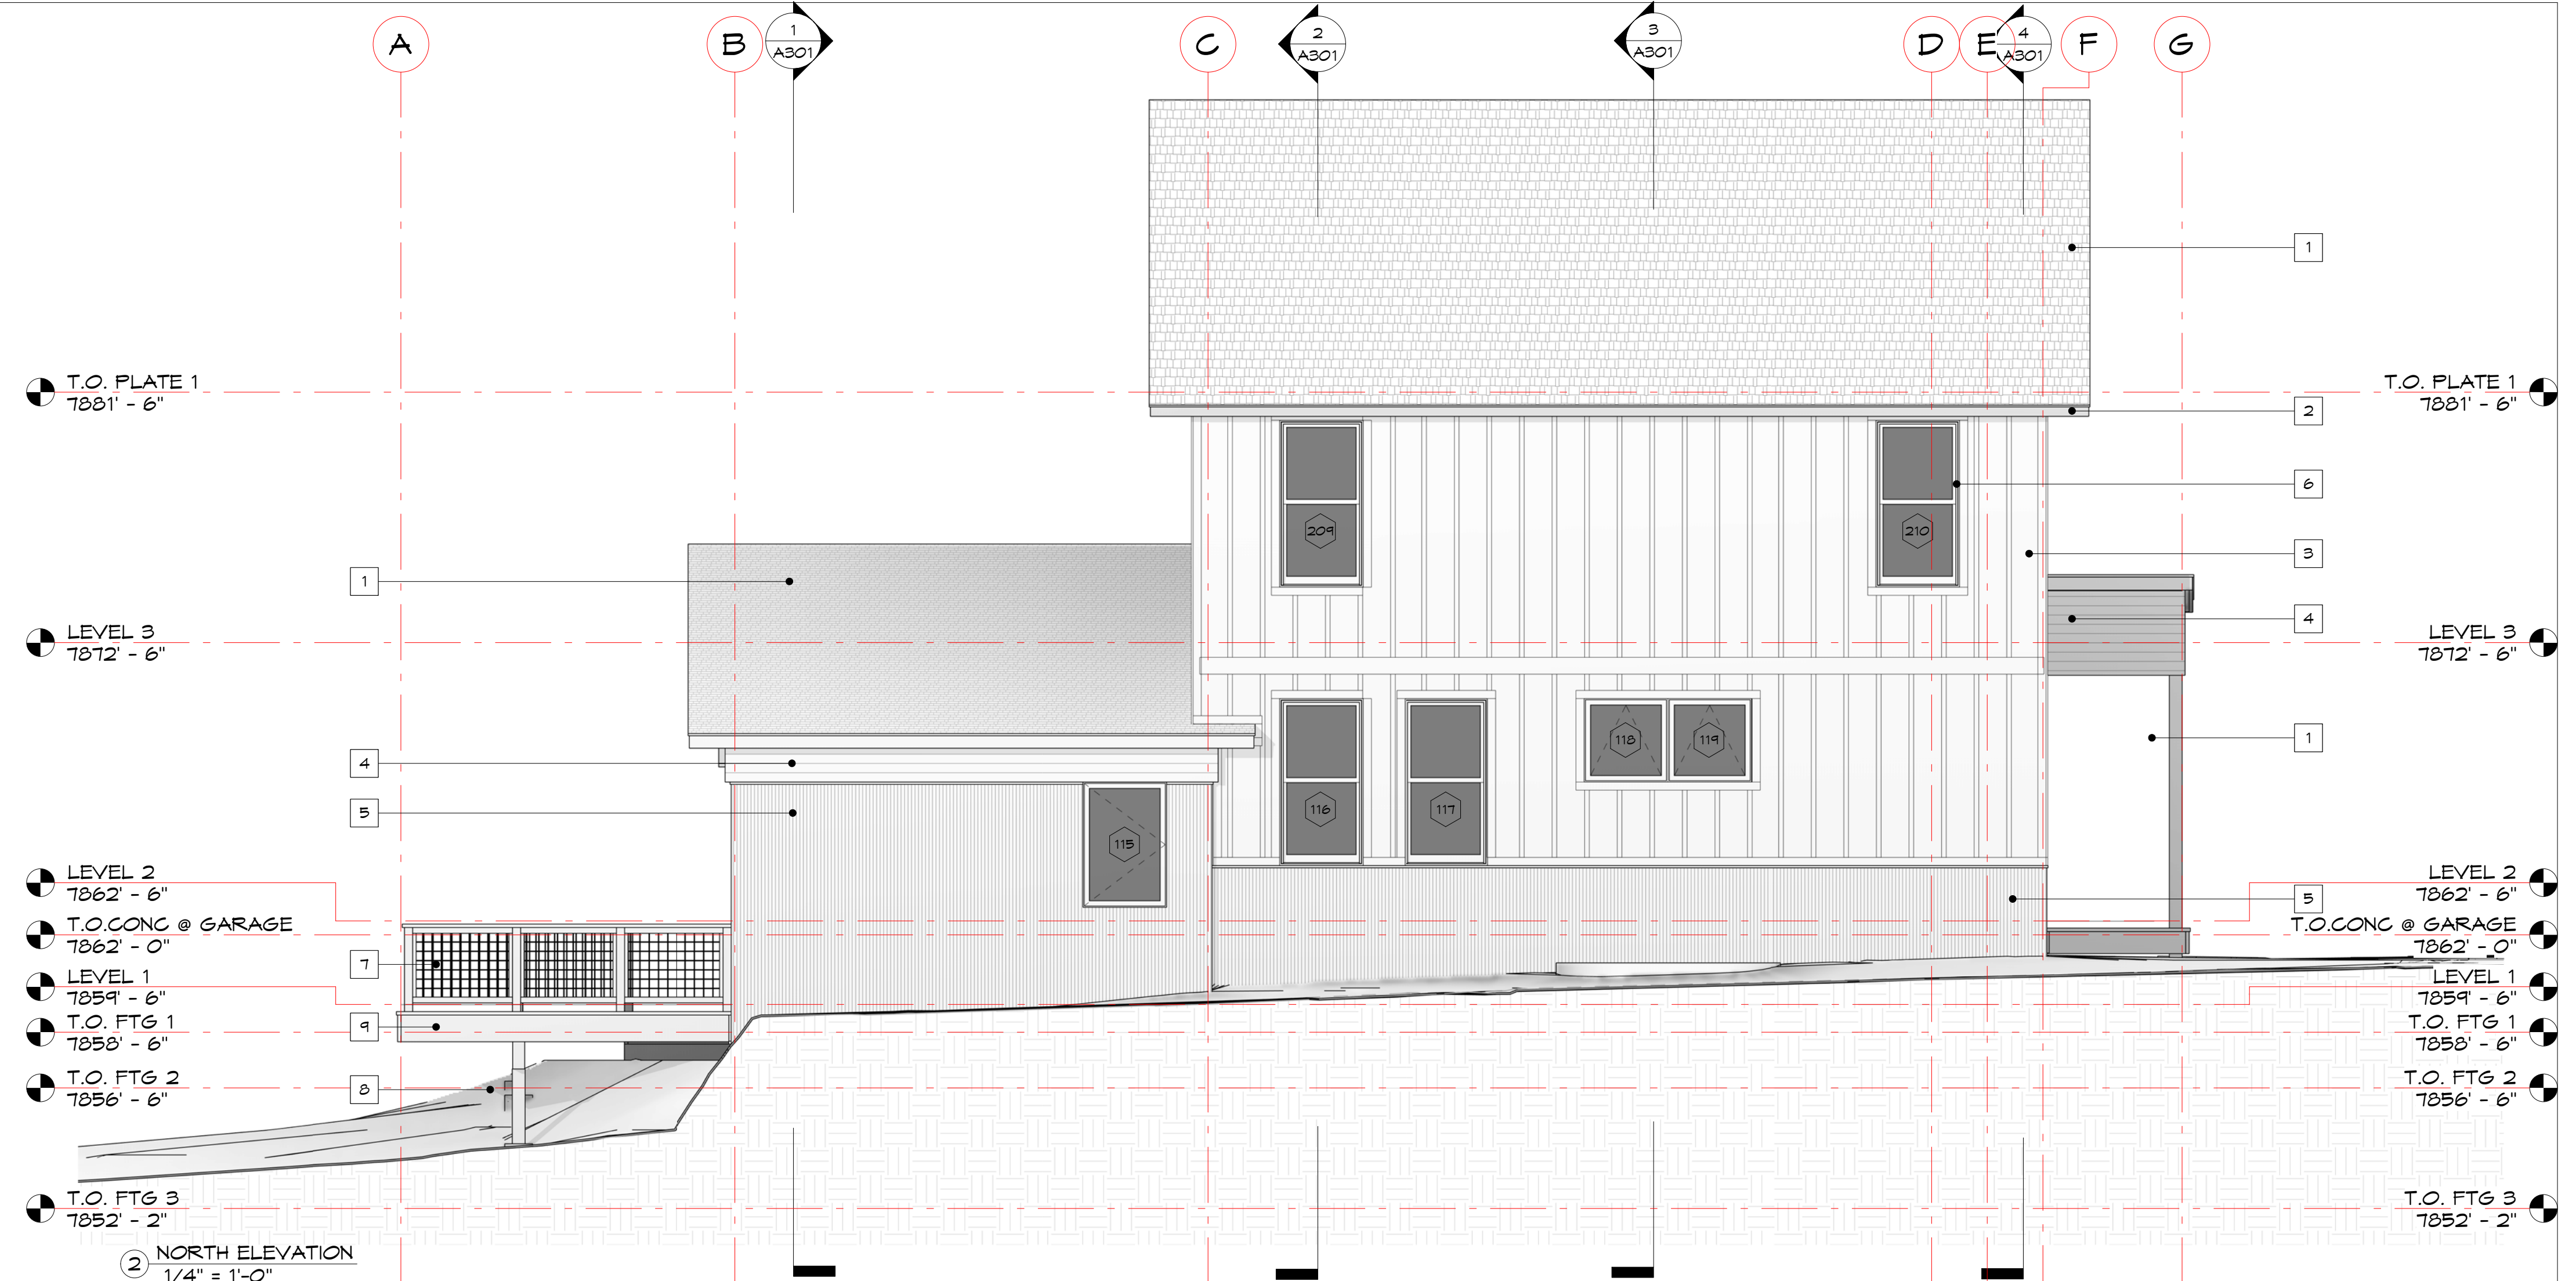 A
B
1
A301
C
2
A301
3
A301
D
E
4
A301
F
G
1
T.O. PLATE 1
7881' - 6"
T.O. PLATE 1
7881' - 6"
2
6
209
210
3
1
4
LEVEL 3
7872' - 6"
LEVEL 3
7872' - 6"
118
119
1
4
5
116
117
115
LEVEL 2
7862' - 6"
LEVEL 2
7862' - 6"
5
T.O.CONC @ GARAGE
7862' - 0"
T.O.CONC @ GARAGE
7862' - 0"
7
LEVEL 1
7859' - 6"
LEVEL 1
7859' - 6"
9
T.O. FTG 1
7858' - 6"
T.O. FTG 1
7858' - 6"
T.O. FTG 2
7856' - 6"
8
T.O. FTG 2
7856' - 6"
T.O. FTG 3
7852' - 2"
T.O. FTG 3
7852' - 2"
2
NORTH ELEVATION
1/4" = 1'-0"